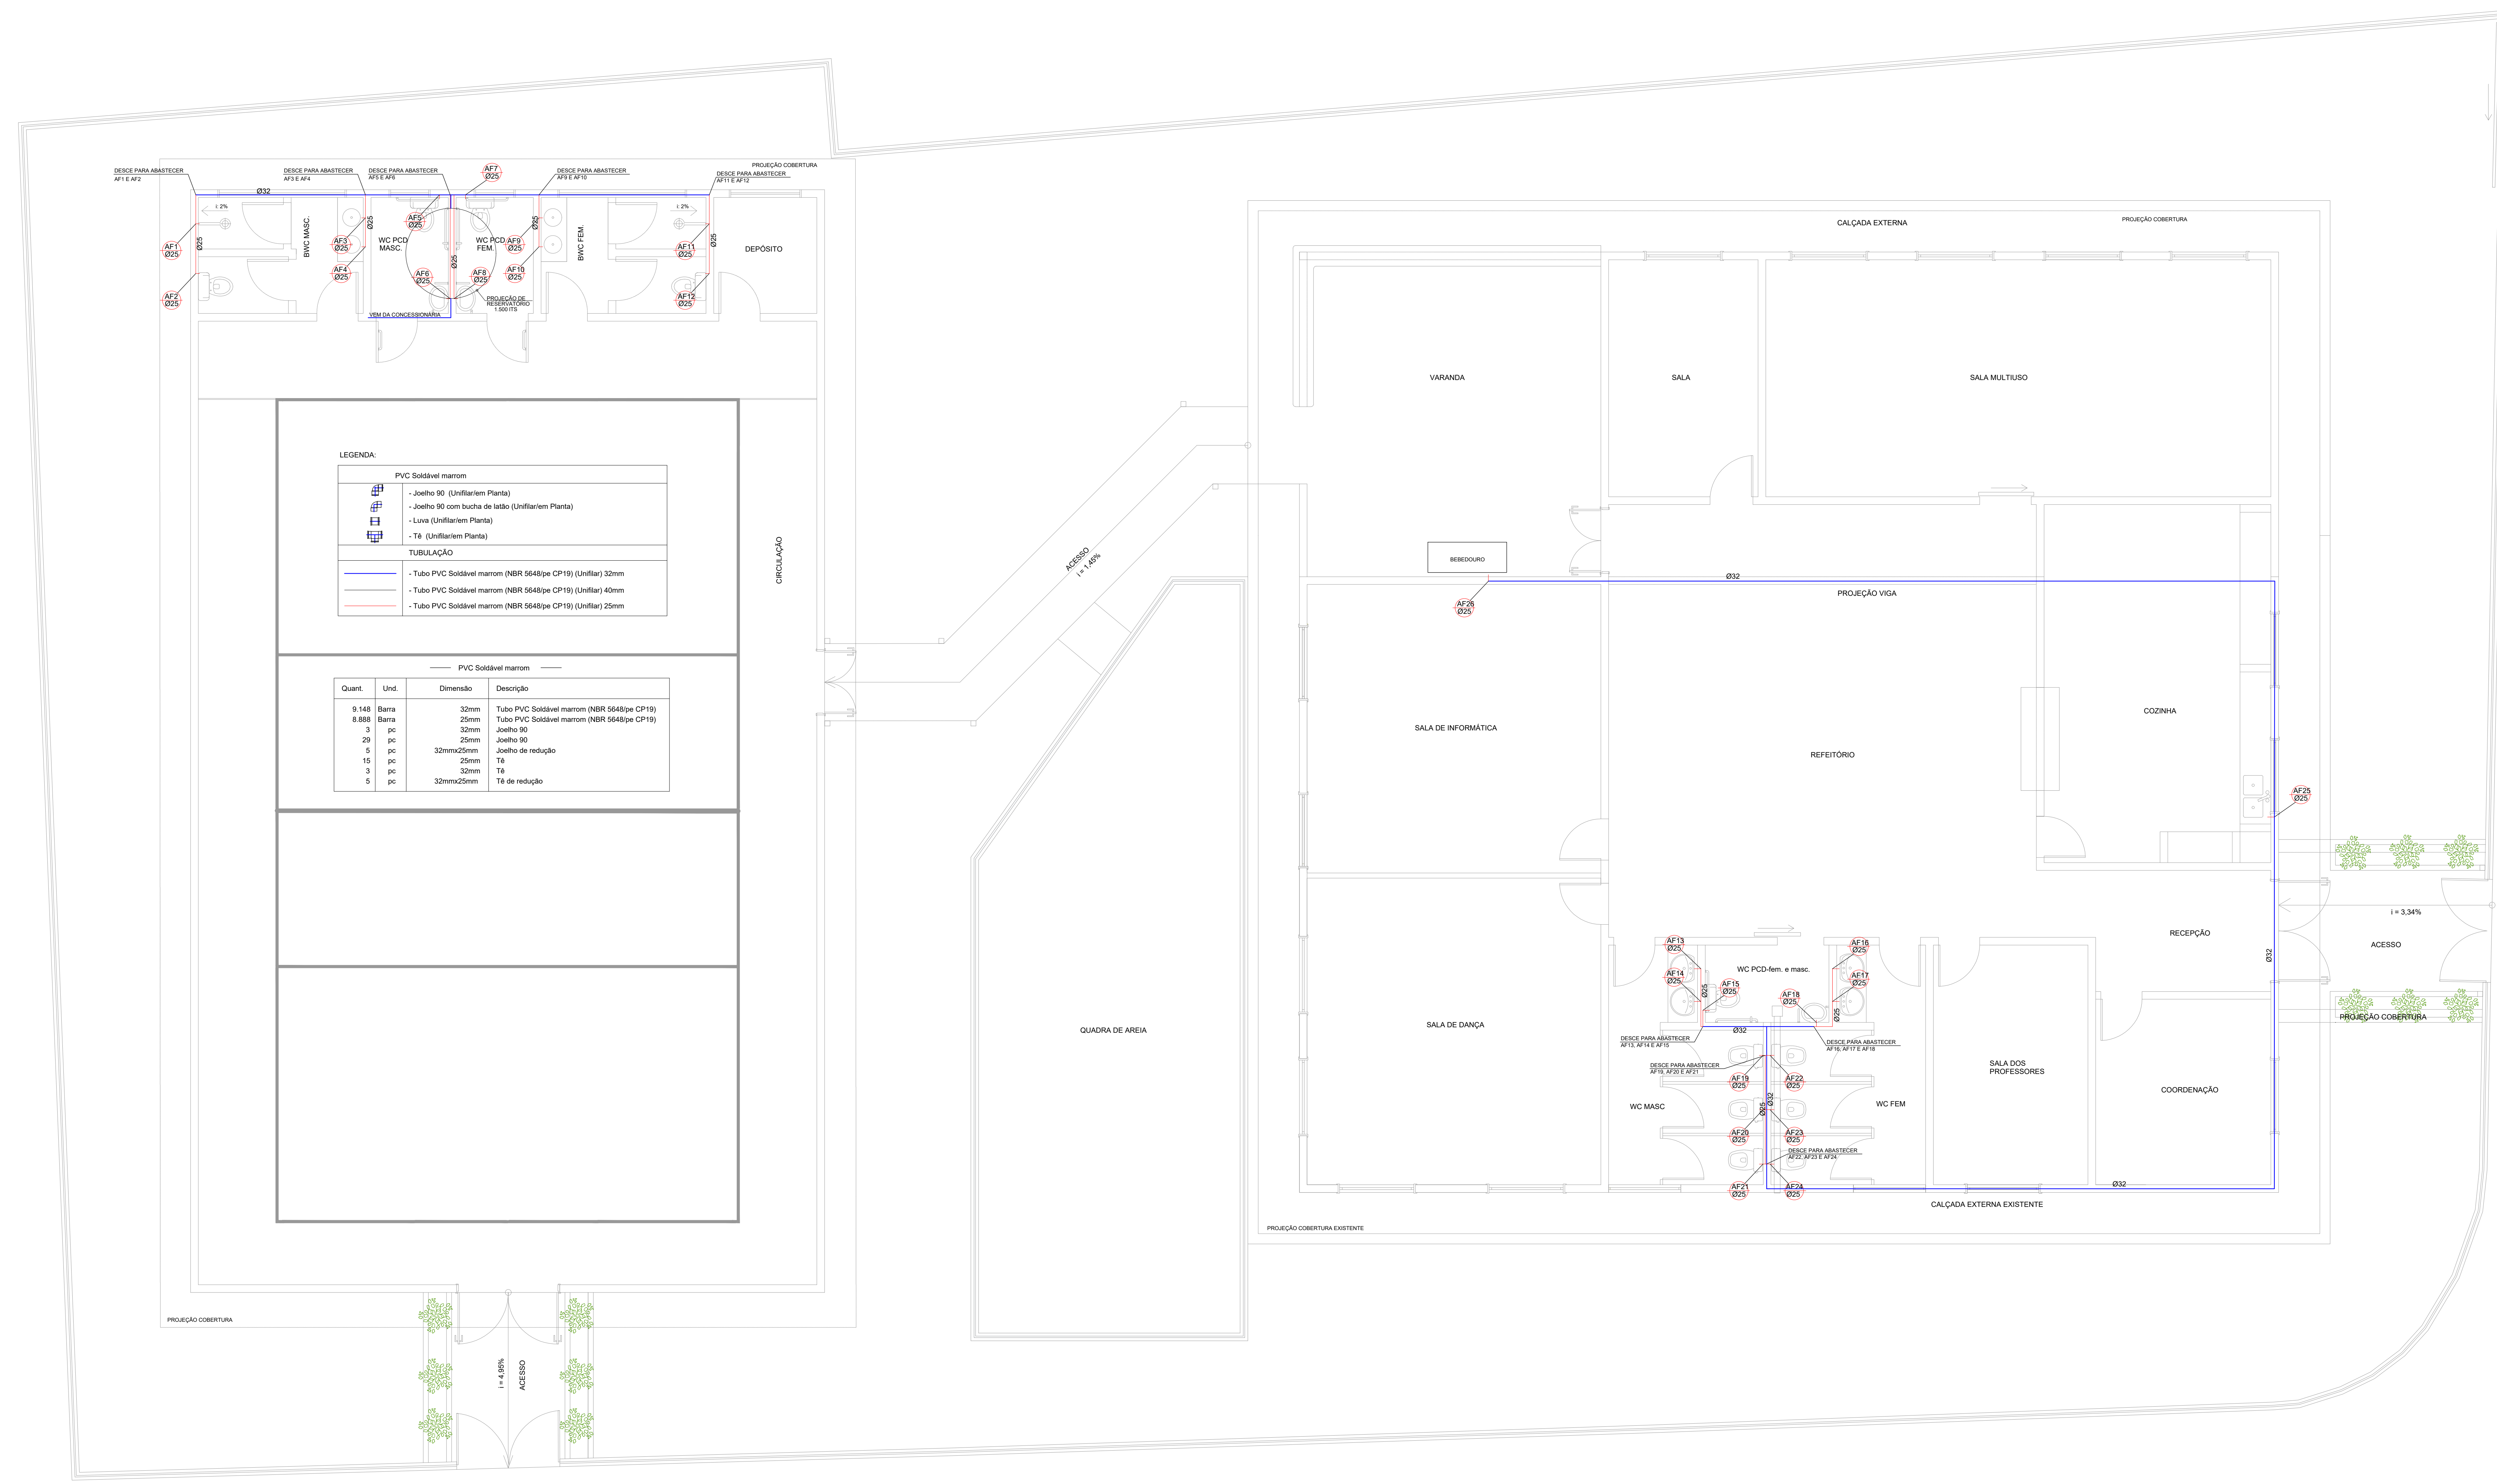 PROJEÇÃO COBERTURA
DESCE PARA ABASTECER
AF1 E AF2
DESCE PARA ABASTECER
AF3 E AF4
DESCE PARA ABASTECER
AF5 E AF6
AF7
Ø25
DESCE PARA ABASTECER
AF9 E AF10
DESCE PARA ABASTECER
AF11 E AF12
Ø32
i: 2%
i: 2%
AF1
Ø25
AF2
Ø25
Ø25
BWC MASC.
AF3
Ø25
AF4
Ø25
Ø25
WC PCD
MASC.
AF5
Ø25
AF6
Ø25
Ø25
WC PCD
FEM.
AF8
Ø25
AF9
Ø25
AF10
Ø25
Ø25
BWC FEM.
AF11
Ø25
AF12
Ø25
Ø25
DEPÓSITO
PROJEÇÃO DE
RESERVATÓRIO
1.500 lTS
VEM DA CONCESSIONÁRIA
LEGENDA:
PVC Soldável marrom
- Joelho 90 (Unifilar/em Planta)
- Joelho 90 com bucha de latão (Unifilar/em Planta)
- Luva (Unifilar/em Planta)
- Tê (Unifilar/em Planta)
TUBULAÇÃO
- Tubo PVC Soldável marrom (NBR 5648/pe CP19) (Unifilar) 32mm
- Tubo PVC Soldável marrom (NBR 5648/pe CP19) (Unifilar) 40mm
- Tubo PVC Soldável marrom (NBR 5648/pe CP19) (Unifilar) 25mm
PVC Soldável marrom
Quant. Und. Dimensão Descrição
9.148 Barra 32mm Tubo PVC Soldável marrom (NBR 5648/pe CP19)
8.888 Barra 25mm Tubo PVC Soldável marrom (NBR 5648/pe CP19)
3 pc 32mm Joelho 90
29 pc 25mm Joelho 90
5 pc 32mmx25mm Joelho de redução
15 pc 25mm Tê
3 pc 32mm Tê
5 pc 32mmx25mm Tê de redução
CIRCULAÇÃO
PROJEÇÃO COBERTURA
i = 4,95%
ACESSO
ACESSO
i = 1,45%
QUADRA DE AREIA
CALÇADA EXTERNA
PROJEÇÃO COBERTURA
VARANDA
SALA
SALA MULTIUSO
BEBEDOURO
Ø32
AF26
Ø25
PROJEÇÃO VIGA
SALA DE INFORMÁTICA
REFEITÓRIO
COZINHA
AF25
Ø25
i = 3,34%
ACESSO
RECEPÇÃO
Ø32
PROJEÇÃO COBERTURA
AF13
Ø25
AF14
Ø25
AF15
Ø25
Ø25
WC PCD-fem. e masc.
AF16
Ø25
AF17
Ø25
AF18
Ø25
Ø25
Ø32
SALA DE DANÇA
DESCE PARA ABASTECER
AF13, AF14 E AF15
DESCE PARA ABASTECER
AF16, AF17 E AF18
DESCE PARA ABASTECER
AF19, AF20 E AF21
AF19
Ø25
AF22
Ø25
WC MASC
Ø25
Ø32
WC FEM
AF20
Ø25
AF23
Ø25
DESCE PARA ABASTECER
AF22, AF23 E AF24
AF21
Ø25
AF24
Ø25
SALA DOS
PROFESSORES
COORDENAÇÃO
Ø32
CALÇADA EXTERNA EXISTENTE
PROJEÇÃO COBERTURA EXISTENTE